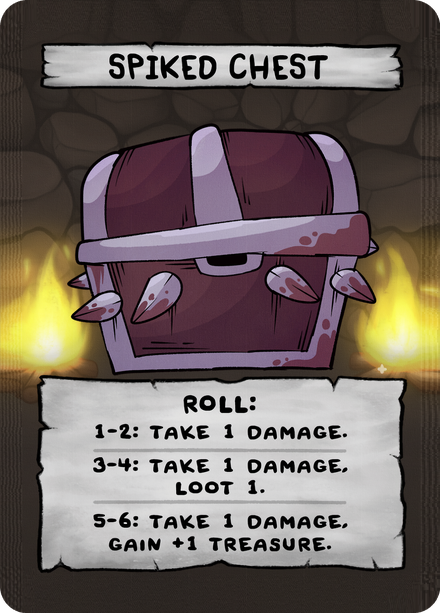 SPIKED CHEST
ROLL:
1-2: TAKE 1 DAMAGE.
3-4: TAKE 1 DAMAGE,
LOOT 1.
5-6: TAKE 1 DAMAGE,
GAIN +1 TREASURE.